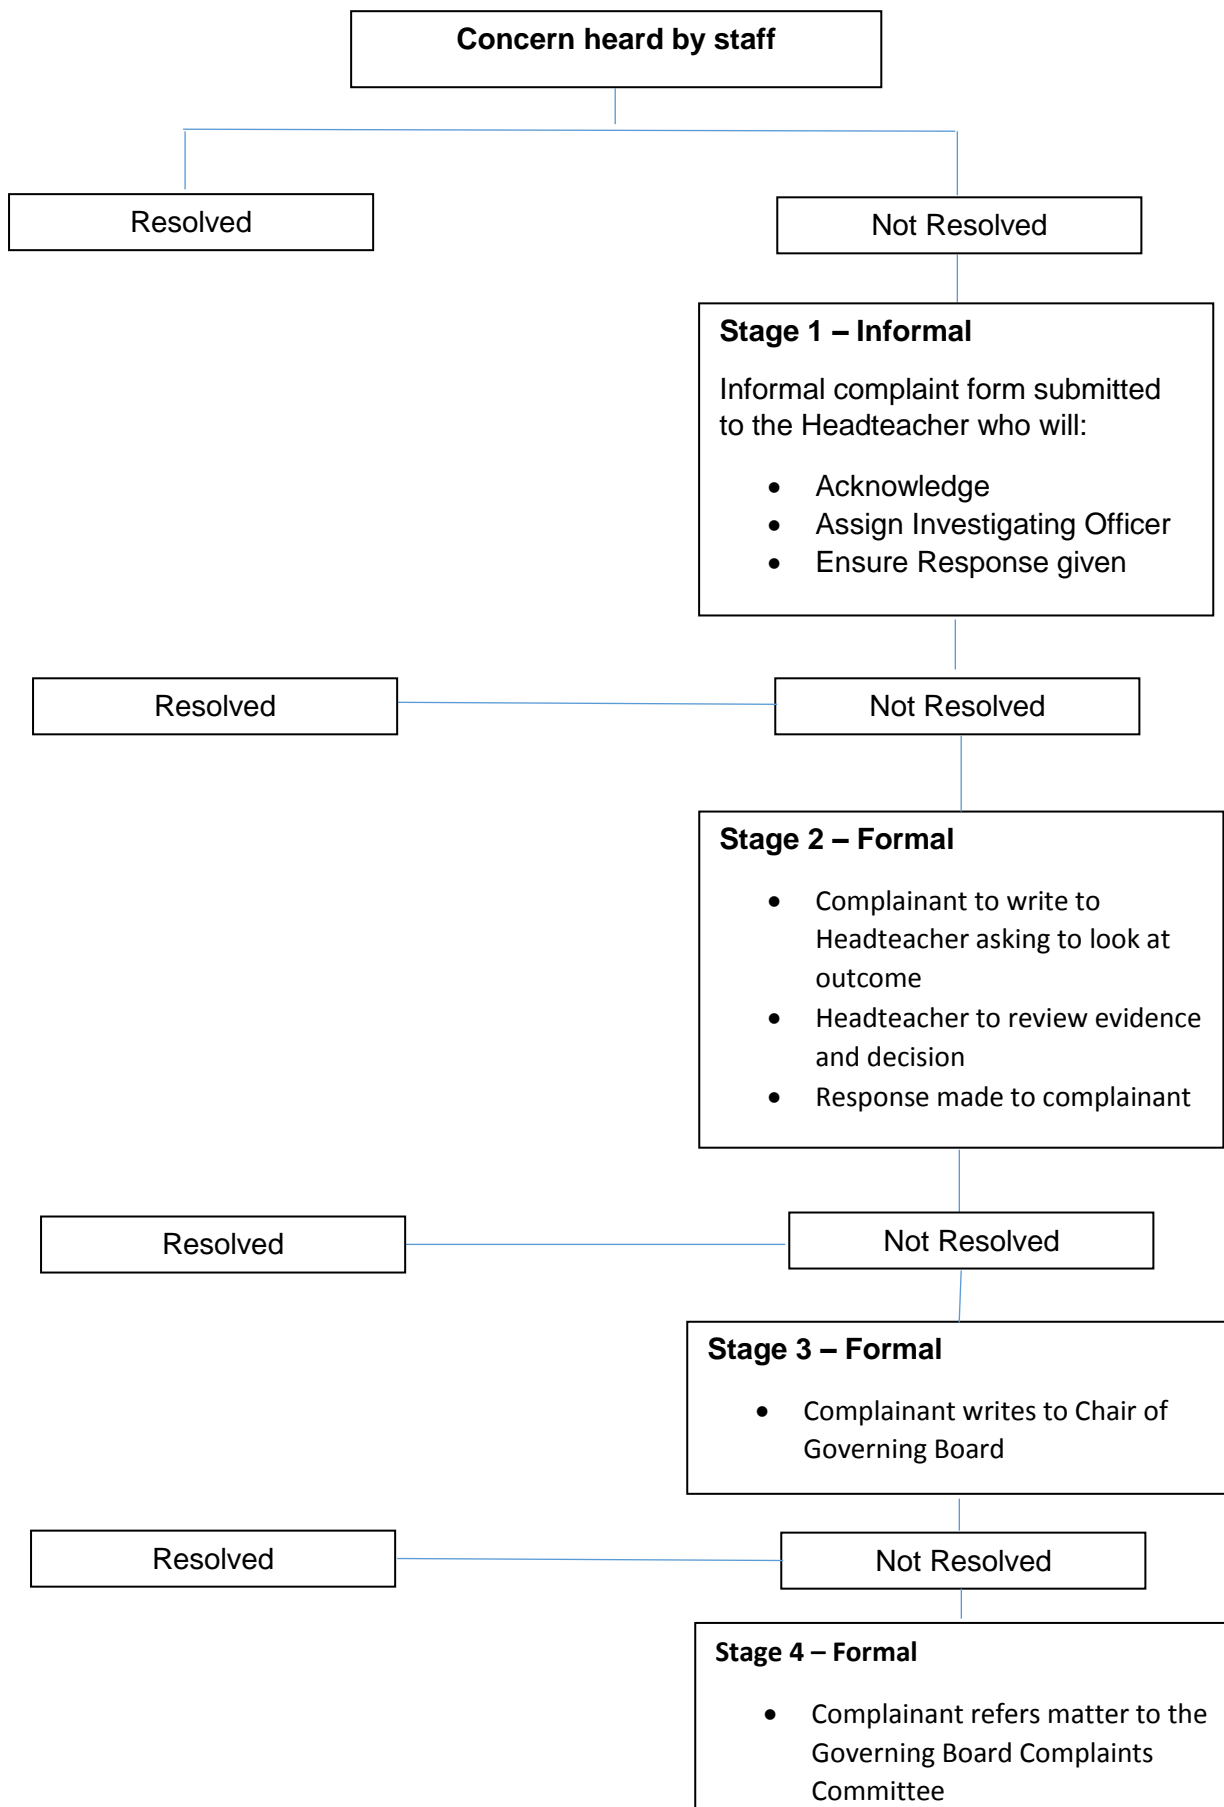 Concern heard by staff
Resolved
Not Resolved
Stage 1 – Informal
Informal complaint form submitted
to the Headteacher who will:
• Acknowledge
• Assign Investigating Officer
• Ensure Response given
Resolved
Not Resolved
Stage 2 – Formal
• Complainant to write to
Headteacher asking to look at
outcome
• Headteacher to review evidence
and decision
• Response made to complainant
Resolved
Not Resolved
Stage 3 – Formal
• Complainant writes to Chair of
Governing Board
Resolved
Not Resolved
Stage 4 – Formal
• Complainant refers matter to the
Governing Board Complaints
Committee